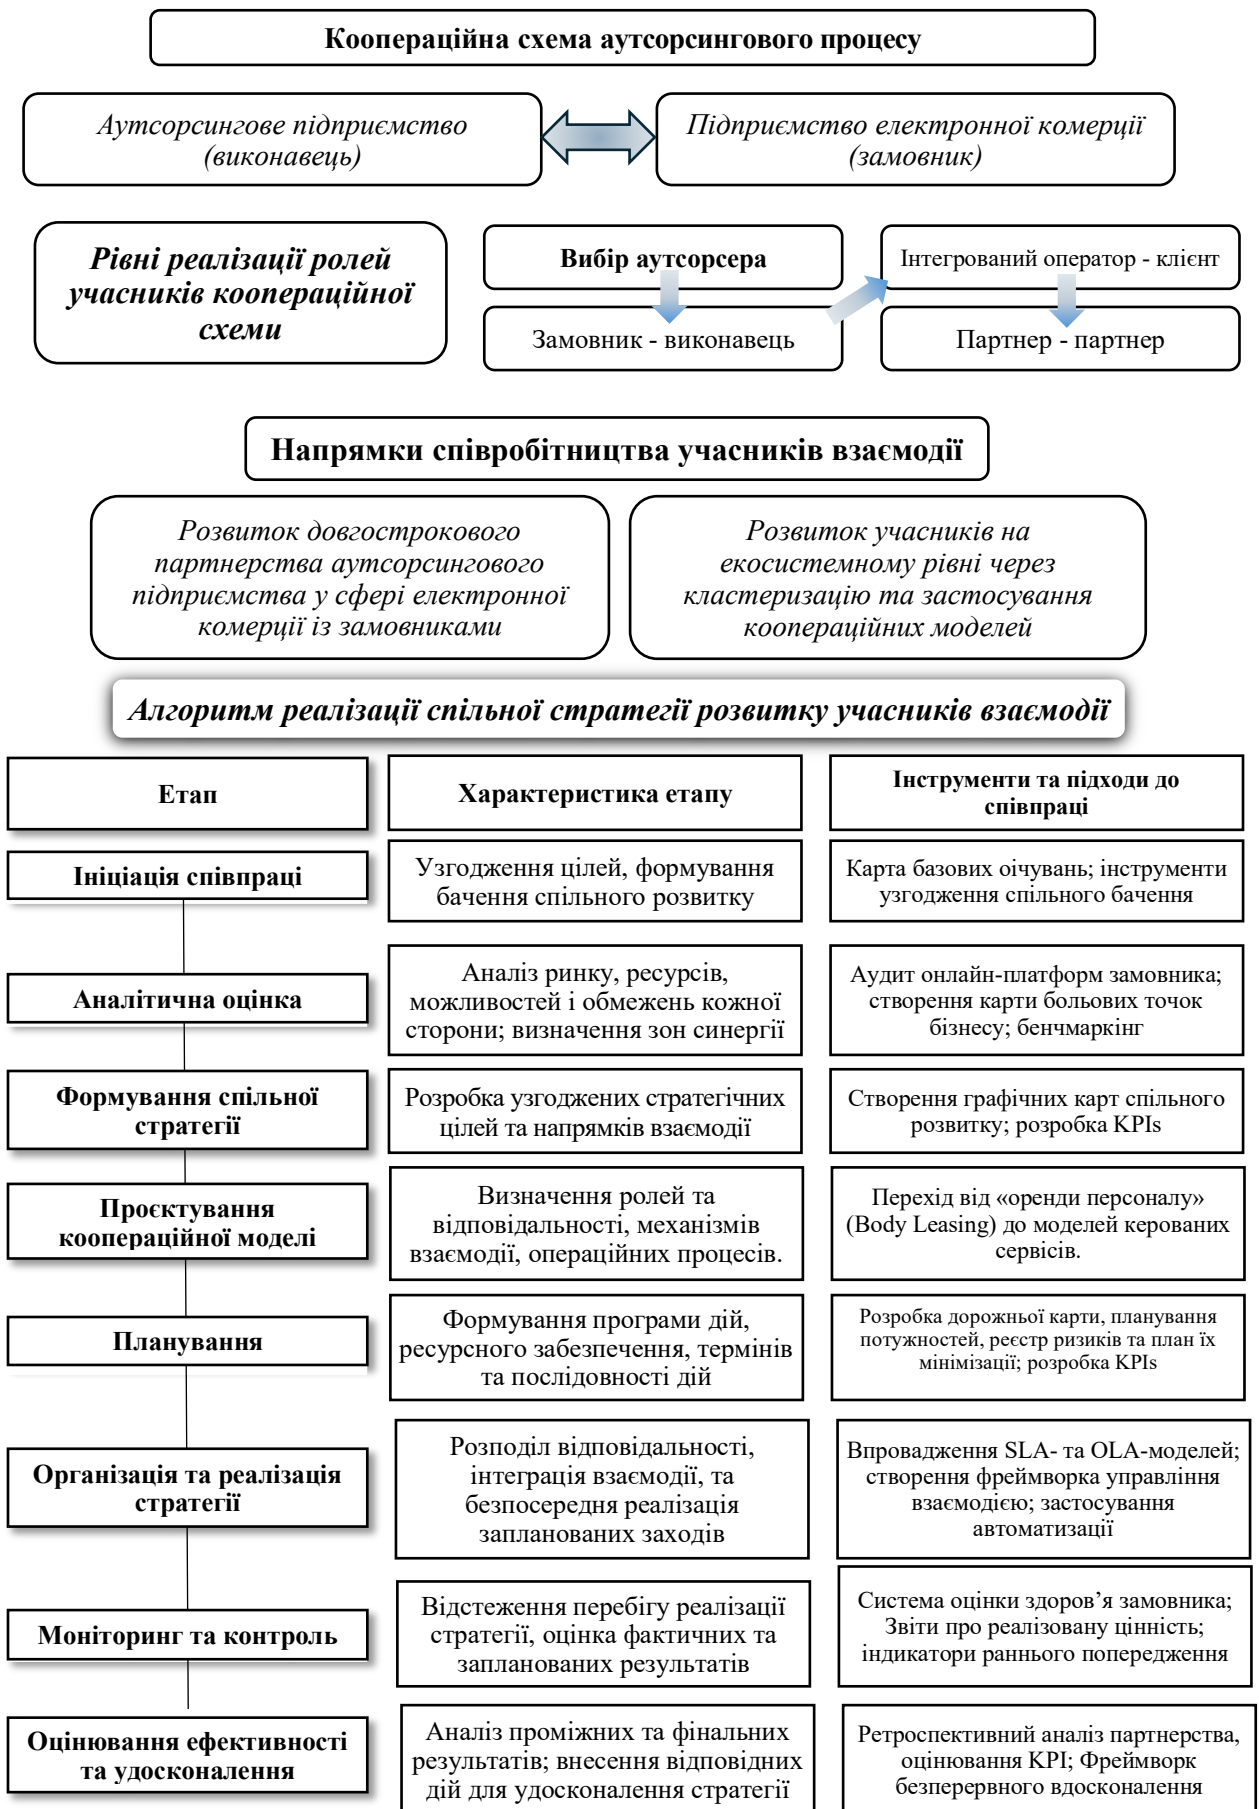 Коопераційна схема аутсорсингового процесу
Аутсорсингове підприємство
(виконавець)
Підприємство електронної комерції
(замовник)
Рівні реалізації ролей
учасників коопераційної
схеми
Вибір аутсорсера
Замовник - виконавець
Інтегрований оператор - клієнт
Партнер - партнер
Напрямки співробітництва учасників взаємодії
Розвиток довгострокового
партнерства аутсорсингового
підприємства у сфері електронної
комерції із замовниками
Розвиток учасників на
екосистемному рівні через
кластеризацію та застосування
коопераційних моделей
Алгоритм реалізації спільної стратегії розвитку учасників взаємодії
Етап
Характеристика етапу
Інструменти та підходи до
співпраці
Ініціація співпраці
Узгодження цілей, формування
бачення спільного розвитку
Карта базових оічувань; інструменти
узгодження спільного бачення
Аналітична оцінка
Аналіз ринку, ресурсів,
можливостей і обмежень кожної
сторони; визначення зон синергії
Аудит онлайн-платформ замовника;
створення карти больових точок
бізнесу; бенчмаркінг
Формування спільної
стратегії
Розробка узгоджених стратегічних
цілей та напрямків взаємодії
Створення графічних карт спільного
розвитку; розробка KPIs
Проєктування
коопераційної моделі
Визначення ролей та
відповідальності, механізмів
взаємодії, операційних процесів.
Перехід від «оренди персоналу»
(Body Leasing) до моделей керованих
сервісів.
Планування
Формування програми дій,
ресурсного забезпечення, термінів
та послідовності дій
Розробка дорожньої карти, планування
потужностей, реєстр ризиків та план їх
мінімізації; розробка KPIs
Організація та реалізація
стратегії
Розподіл відповідальності,
інтеграція взаємодії, та
безпосередня реалізація
запланованих заходів
Впровадження SLA- та OLA-моделей;
створення фреймворка управління
взаємодією; застосування
автоматизації
Моніторинг та контроль
Відстеження перебігу реалізації
стратегії, оцінка фактичних та
запланованих результатів
Система оцінки здоров’я замовника;
Звіти про реалізовану цінність;
індикатори раннього попередження
Оцінювання ефективності
та удосконалення
Аналіз проміжних та фінальних
результатів; внесення відповідних
дій для удосконалення стратегії
Ретроспективний аналіз партнерства,
оцінювання KPI; Фреймворк
безперервного вдосконалення